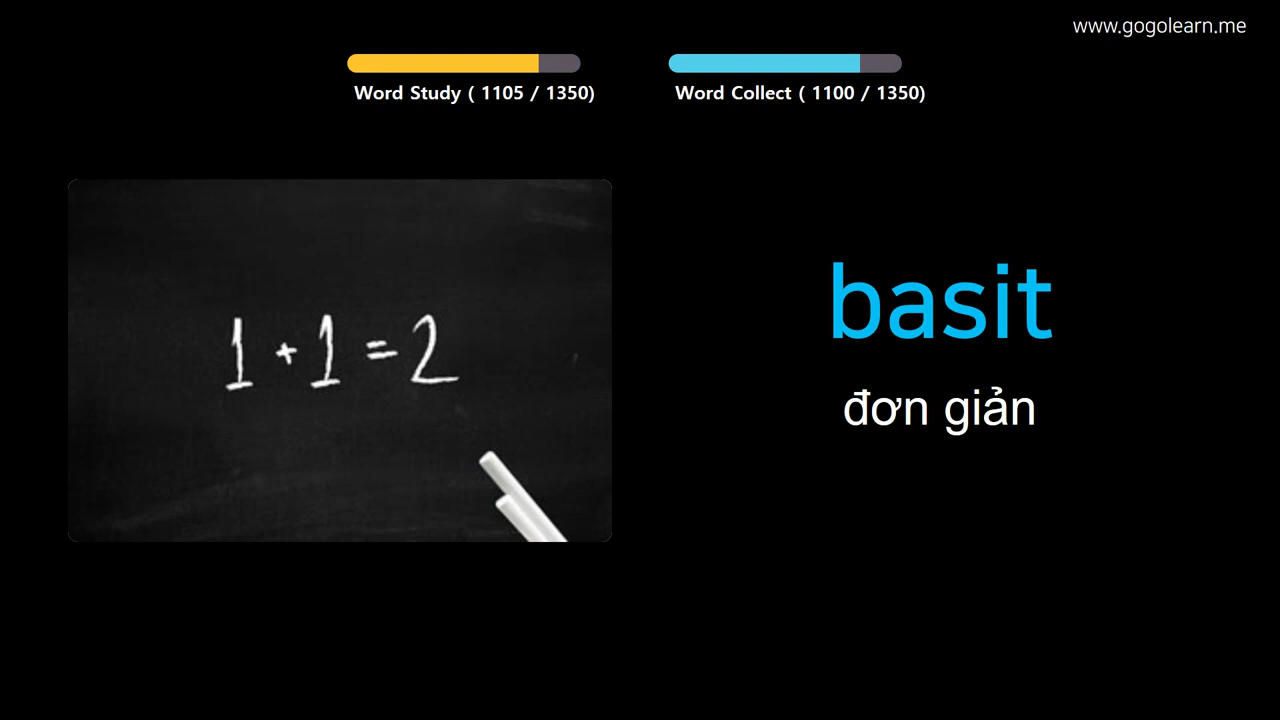 www.gogolearn.me
Word Study ( 1105 / 1350)
Word Collect ( 1100 / 1350)
1 + 1 = 2
basit
đơn giản